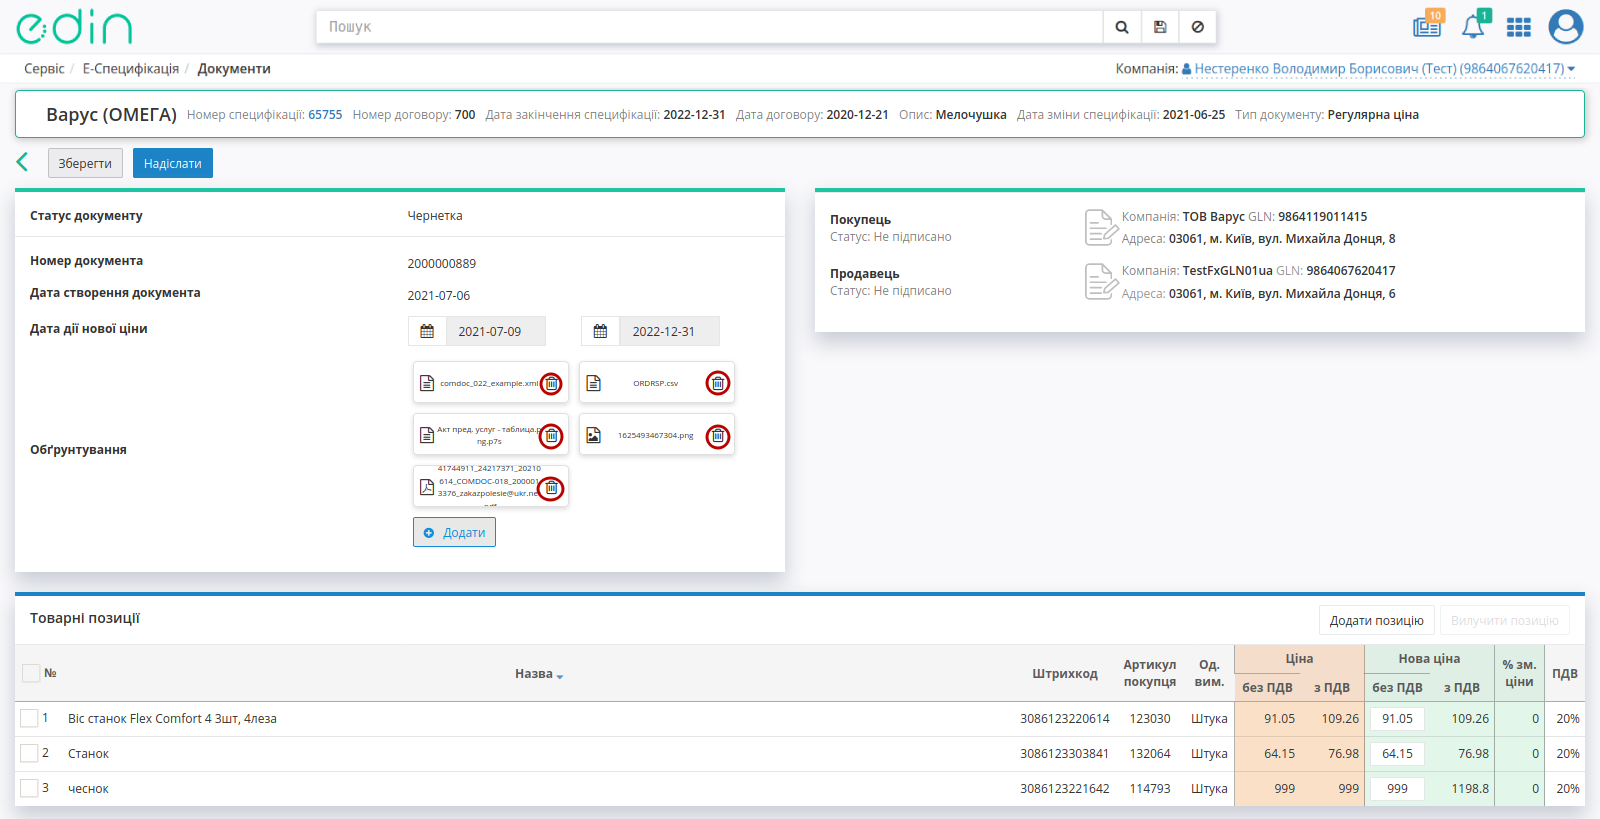 edin
Пошук
10
1
Сервіс / Е-Специфікація / Документи
Компанія: Нестеренко Володимир Борисович (Тест) (9864067620417)
Варус (ОМЕГА) Номер специфікації: 65755 Номер договору: 700 Дата закінчення специфікації: 2022-12-31 Дата договору: 2020-12-21 Опис: Мелочушка Дата зміни специфікації: 2021-06-25 Тип документу: Регулярна ціна
Зберегти
Надіслати
Статус документу Чернетка
Номер документа 2000000889
Дата створення документа 2021-07-06
Дата дії нової ціни 2021-07-09 2022-12-31
Обґрунтування
comdoc_022_example.xml
ORDRSP.csv
Акт пред. услуг - таблица.p
ng.p7s
1625493467304.png
41744911_24217371_20210
614_COMDOC-018_200001
3376_zakazpolesie@ukr.ne
Додати
Покупець
Статус: Не підписано
Компанія: ТОВ Варус GLN: 9864119011415
Адреса: 03061, м. Київ, вул. Михайла Донця, 8
Продавець
Статус: Не підписано
Компанія: TestFxGLN01ua GLN: 9864067620417
Адреса: 03061, м. Київ, вул. Михайла Донця, 6
Товарні позиції
Додати позицію
Вилучити позицію
№ Назва Штрихкод Артикул покупця Од. вим. Ціна Нова ціна % зм. ціни ПДВ
без ПДВ з ПДВ без ПДВ з ПДВ
1 Віс станок Flex Comfort 4 3шт, 4леза 3086123220614 123030 Штука 91.05 109.26 91.05 109.26 0 20%
2 Станок 3086123303841 132064 Штука 64.15 76.98 64.15 76.98 0 20%
3 чеснок 3086123221642 114793 Штука 999 999 999 1198.8 0 20%